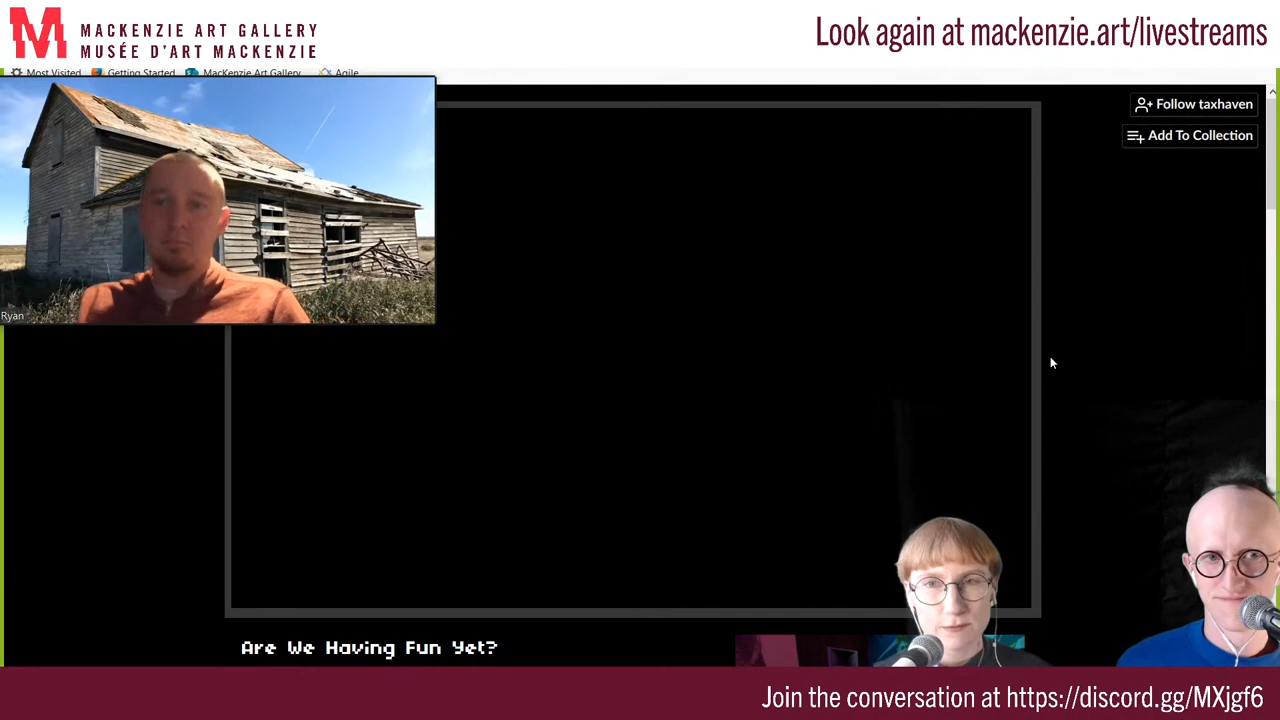 MACKENZIE ART GALLERY
MUSÉE D'ART MACKENZIE
Look again at mackenzie.art/livestreams
Most Visited Getting Started MacKenzie Art Gallery Agile
Follow taxhaven
Add To Collection
Ryan
Are We Having Fun Yet?
Join the conversation at https://discord.gg/MXjgf6